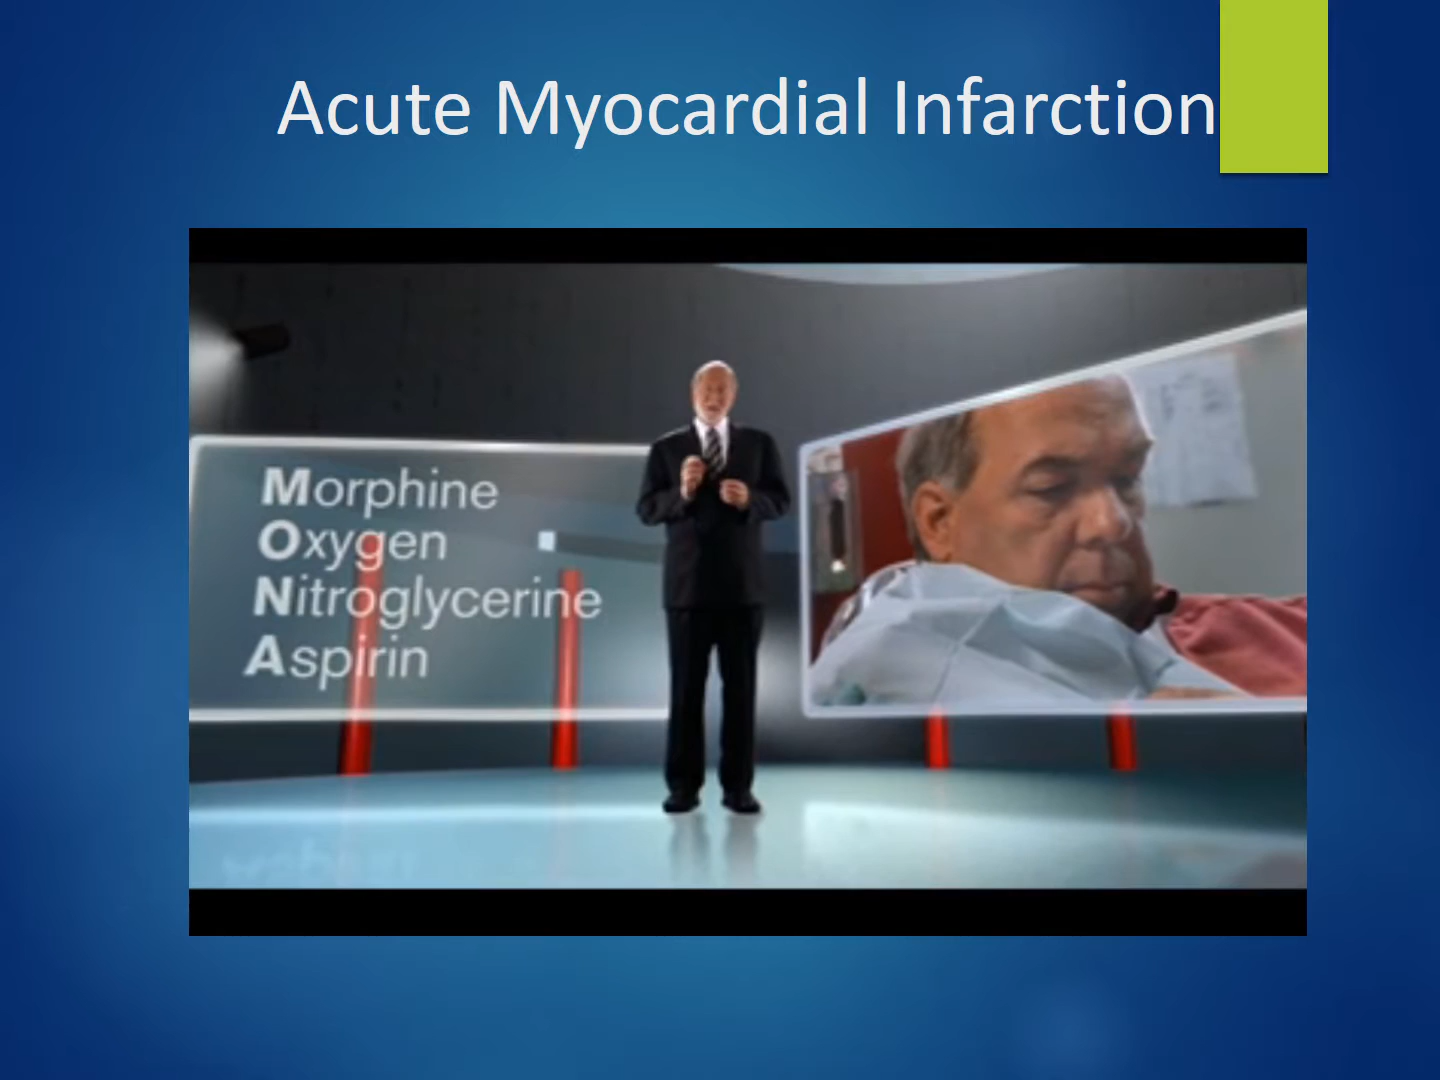 Acute Myocardial Infarction
Morphine
Oxygen
Nitroglycerine
Aspirin